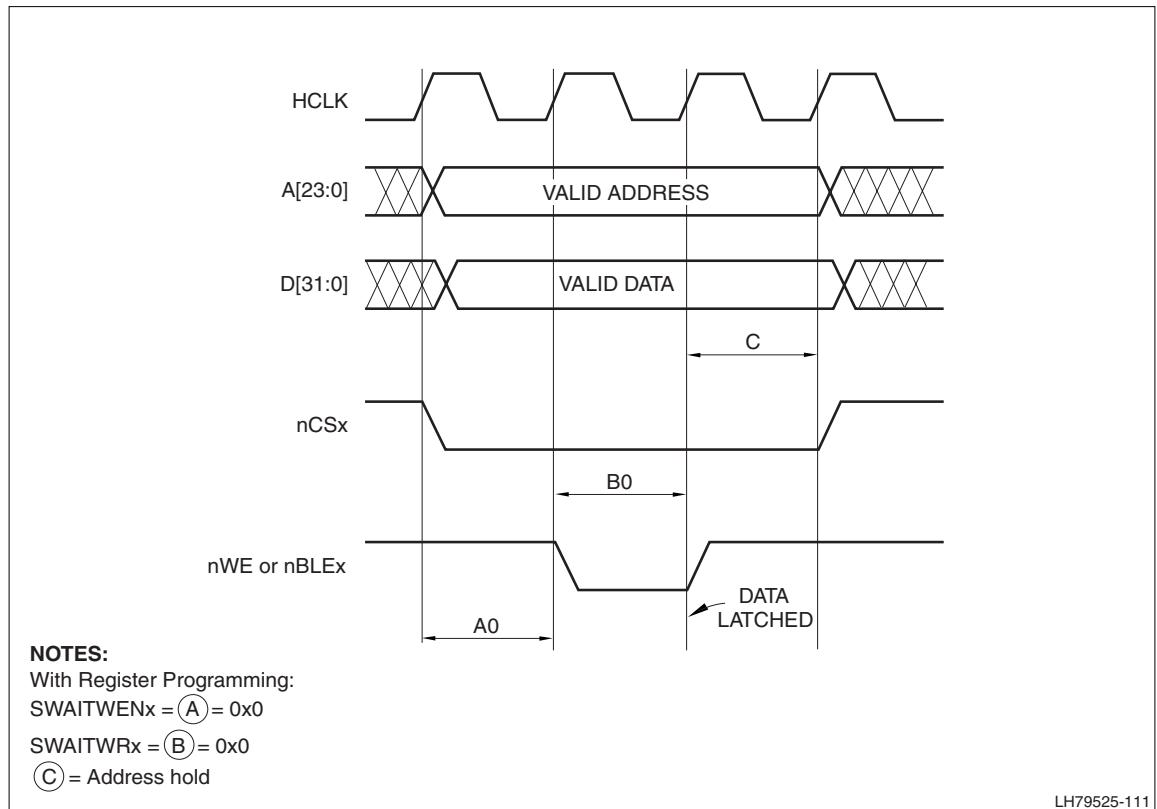 HCLK
A[23:0]
VALID ADDRESS
D[31:0]
VALID DATA
C
nCSx
B0
nWE or nBLEx
DATA
LATCHED
A0
NOTES:
With Register Programming:
SWAITWENx = A = 0x0
SWAITWRx = B = 0x0
C = Address hold
LH79525-111